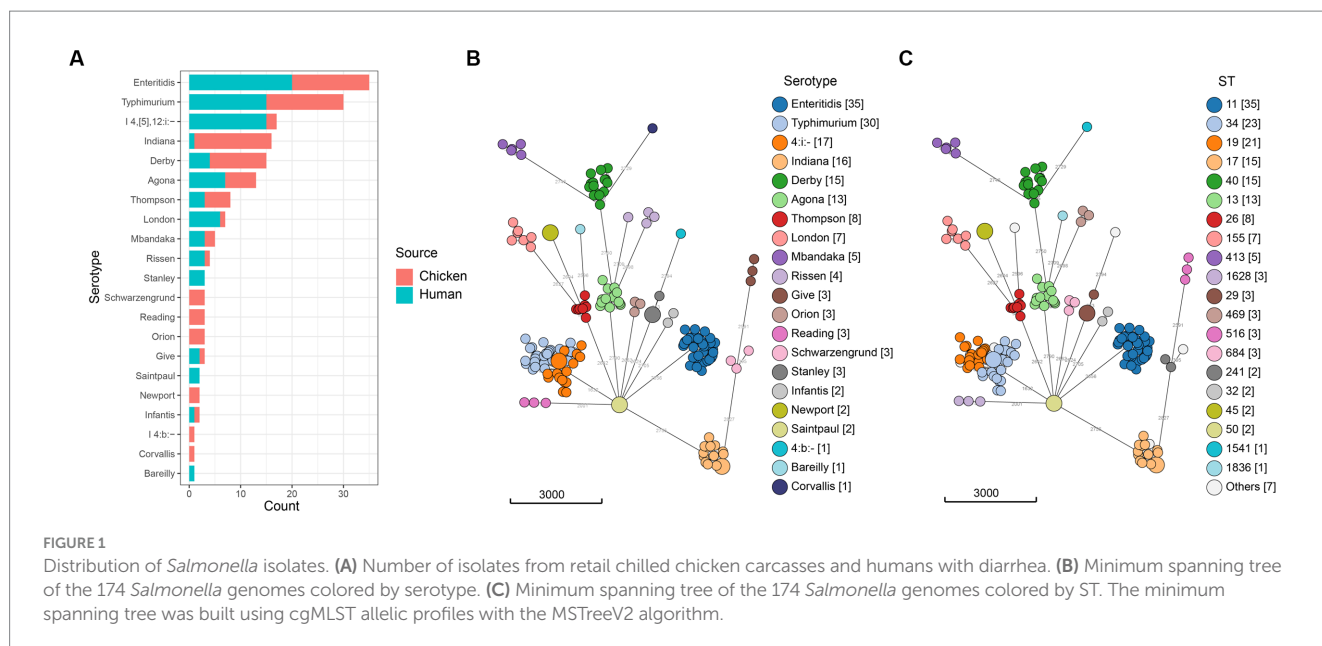 A
Enteritidis
Typhimurium
I 4,[5],12:i:−
Indiana
Derby
Agona
Thompson
London
Mbandaka
Rissen
Stanley
Schwarzengrund
Reading
Orion
Give
Saintpaul
Newport
Infantis
I 4:b:−
Corvallis
Bareilly
Serotype
0
10
20
30
Count
Source
Chicken
Human
B
3000
Serotype
Enteritidis [35]
Typhimurium [30]
4:i:- [17]
Indiana [16]
Derby [15]
Agona [13]
Thompson [8]
London [7]
Mbandaka [5]
Rissen [4]
Give [3]
Orion [3]
Reading [3]
Schwarzengrund [3]
Stanley [3]
Infantis [2]
Newport [2]
Saintpaul [2]
4:b:- [1]
Bareilly [1]
Corvallis [1]
C
3000
ST
11 [35]
34 [23]
19 [21]
17 [15]
40 [15]
13 [13]
26 [8]
155 [7]
413 [5]
1628 [3]
29 [3]
469 [3]
516 [3]
684 [3]
241 [2]
32 [2]
45 [2]
50 [2]
1541 [1]
1836 [1]
Others [7]
FIGURE 1
Distribution of Salmonella isolates. (A) Number of isolates from retail chilled chicken carcasses and humans with diarrhea. (B) Minimum spanning tree
of the 174 Salmonella genomes colored by serotype. (C) Minimum spanning tree of the 174 Salmonella genomes colored by ST. The minimum
spanning tree was built using cgMLST allelic profiles with the MSTreeV2 algorithm.